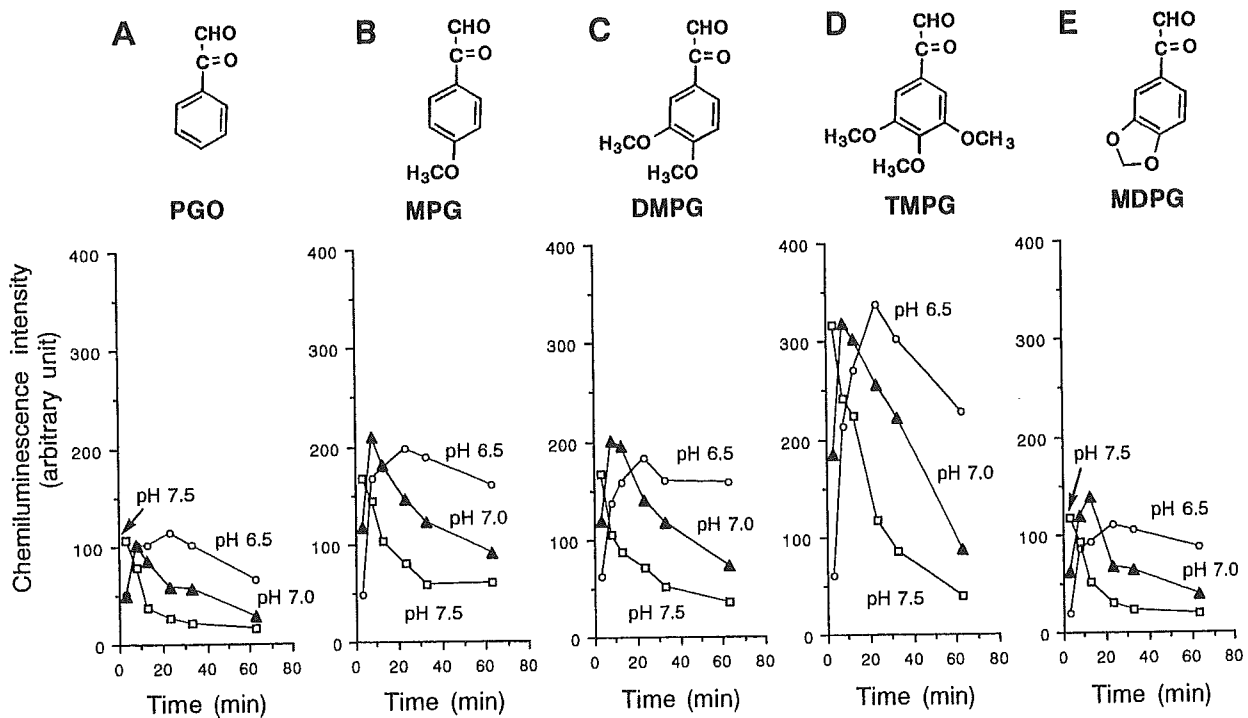 A
CHO
C=O
PGO
B
CHO
C=O
H₃CO
MPG
C
CHO
C=O
H₃CO
H₃CO
DMPG
D
CHO
C=O
H₃CO
OCH₃
H₃CO
TMPG
E
CHO
C=O
O
O
MDPG
Chemiluminescence intensity
(arbitrary unit)
400
300
200
100
0
pH 7.5
pH 6.5
pH 7.0
0 20 40 60 80
Time (min)
400
300
200
100
0
pH 6.5
pH 7.0
pH 7.5
0 20 40 60 80
Time (min)
400
300
200
100
0
pH 6.5
pH 7.0
pH 7.5
0 20 40 60 80
Time (min)
400
300
200
100
0
pH 6.5
pH 7.0
pH 7.5
0 20 40 60 80
Time (min)
400
300
200
100
0
pH 7.5
pH 6.5
pH 7.0
0 20 40 60 80
Time (min)